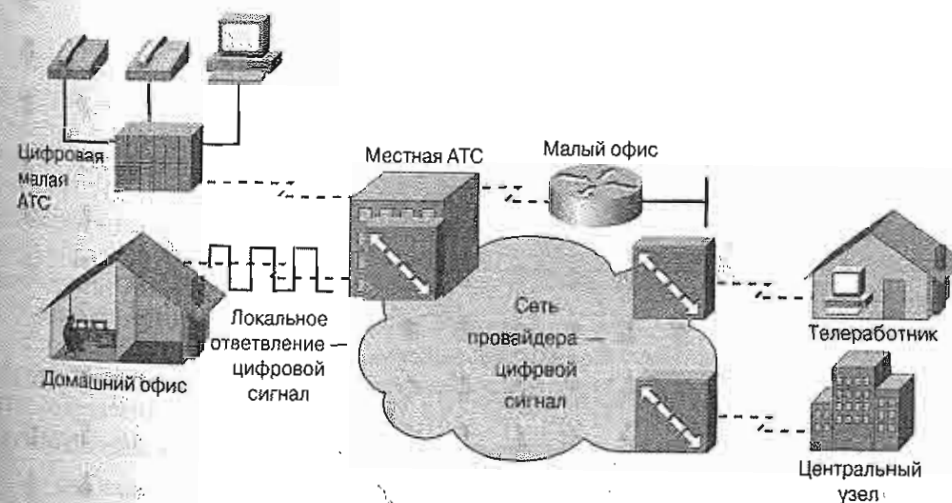 Цифровая
малая
АТС
Местная АТС
Малый офис
Домашний офис
Локальное
ответвление —
цифровой
сигнал
Сеть
провайдера —
цифрвой
сигнал
Телеработник
Центральный
узел